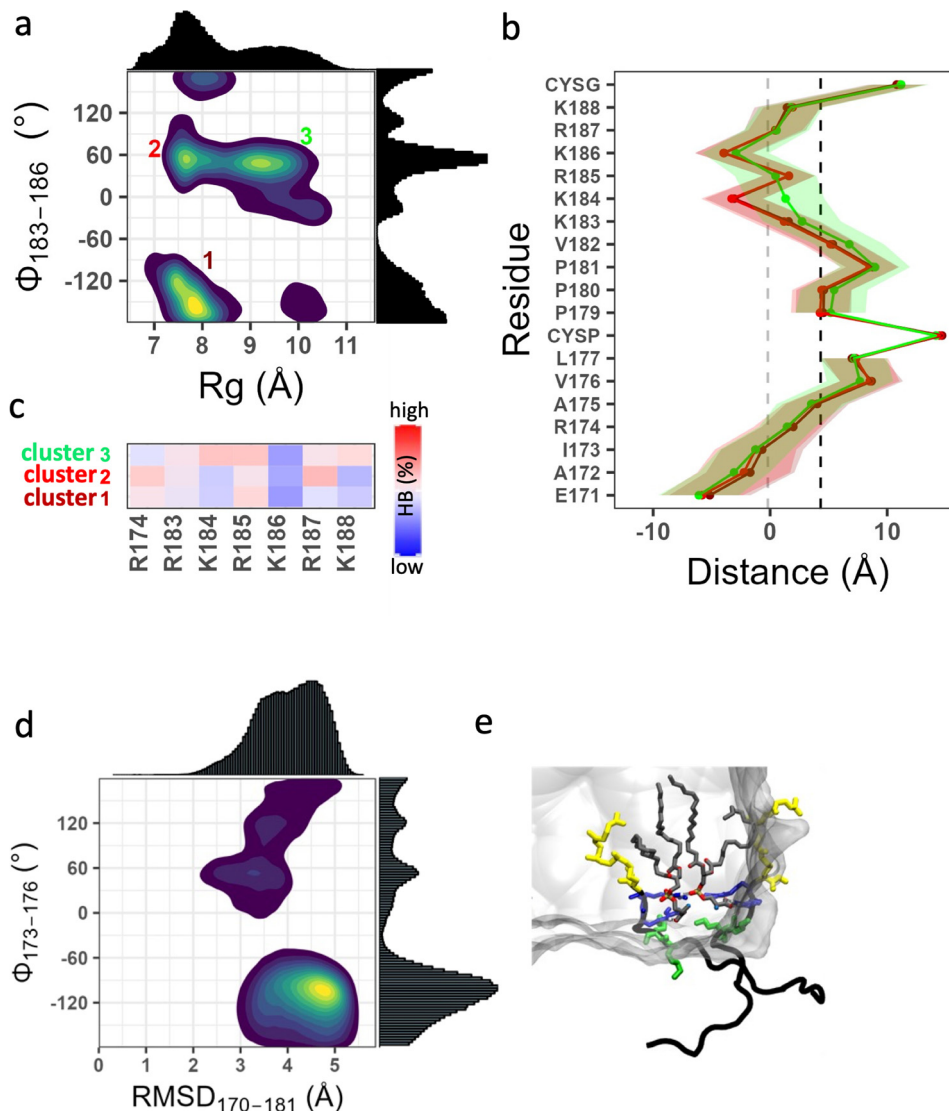 a
120
60
0
-60
-120
Φ183−186 (°)
2
3
1
7 8 9 10 11
Rg (Å)
b
CYSG
K188
R187
K186
R185
K184
K183
V182
P181
P180
P179
CYSP
L177
V176
A175
R174
I173
A172
E171
Residue
-10 0 10
Distance (Å)
c
cluster 3
cluster 2
cluster 1
R174 R183 K184 R185 K186 R187 K188
high
HB (%)
low
d
120
60
0
-60
-120
Φ173−176 (°)
0 1 2 3 4 5
RMSD170−181 (Å)
e